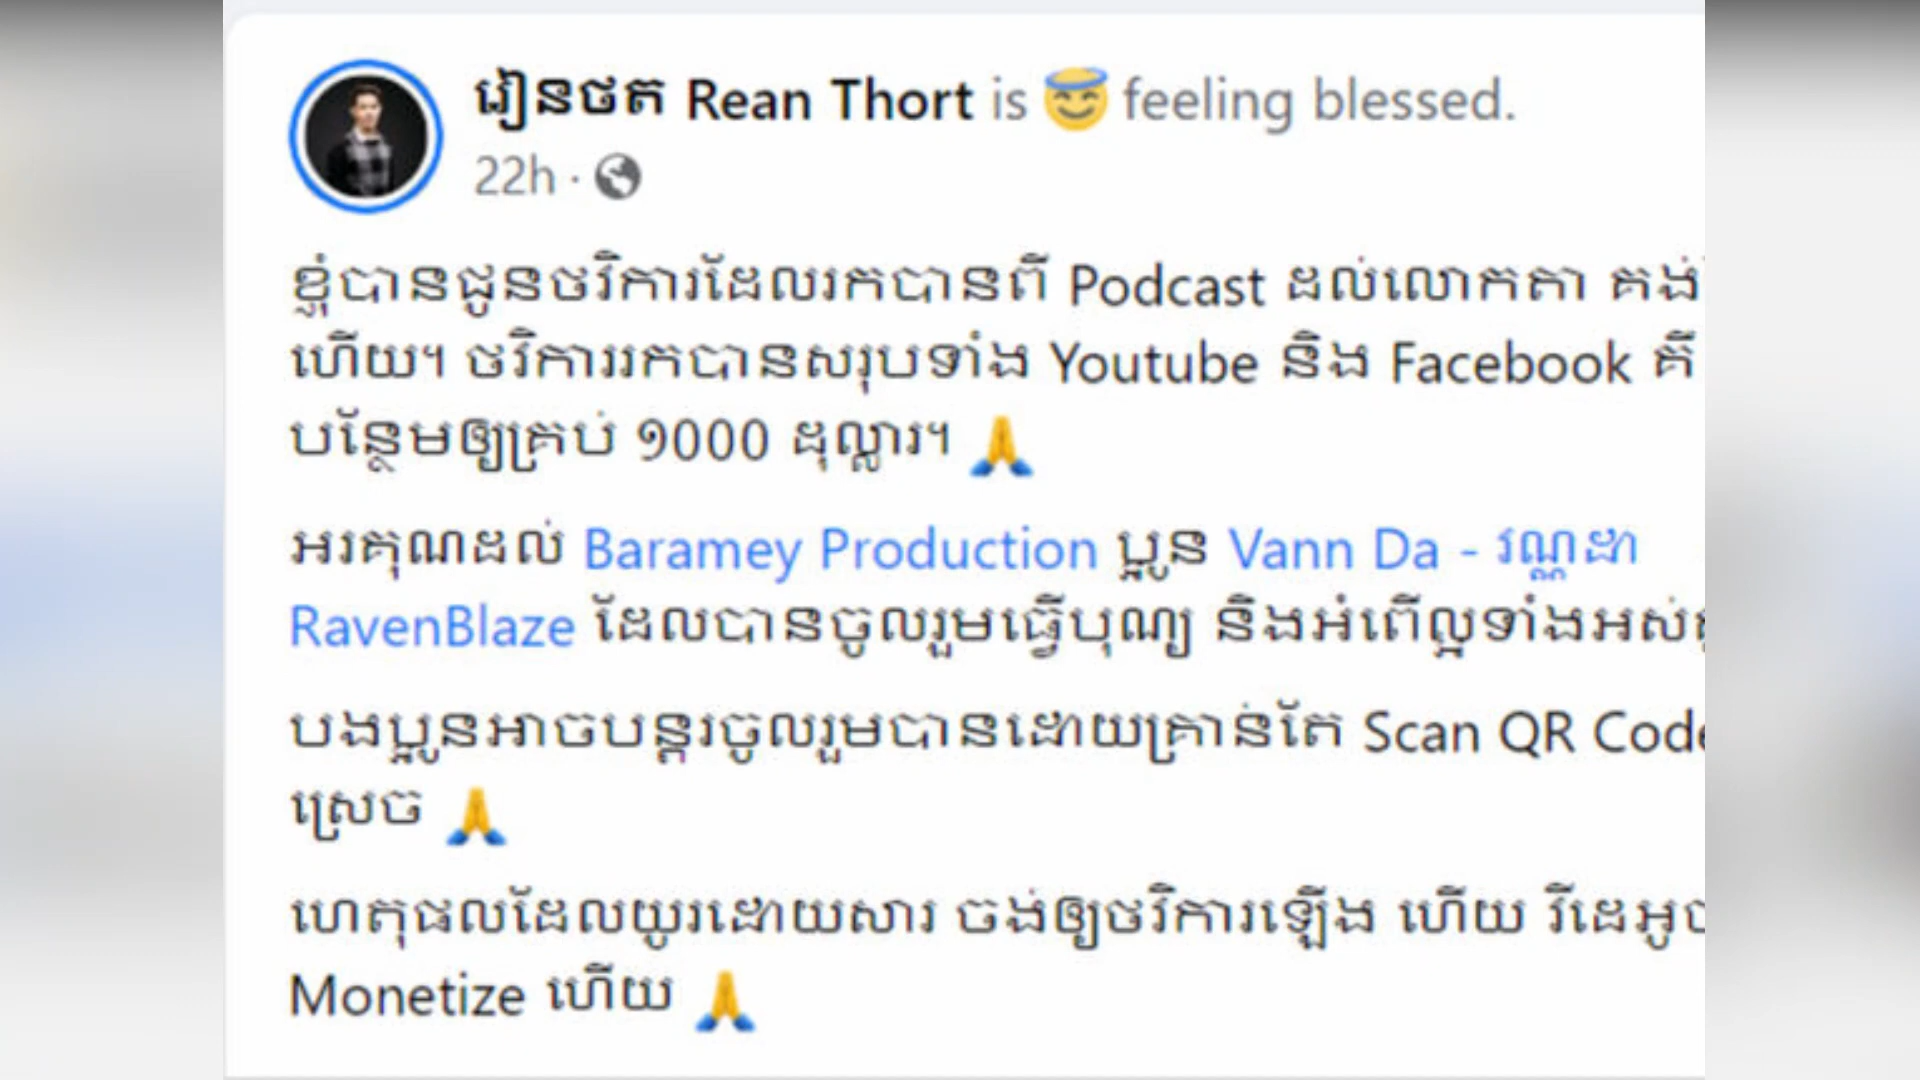 រៀនថត Rean Thort is 😇 feeling blessed.
22h ·
ខ្ញុំបានជូនថវិការដែលរកបានពី Podcast ដល់លោកតា គង់
ហើយ។ ថវិការរកបានសរុបទាំង Youtube និង Facebook គឺ
បន្ថែមឲ្យគ្រប់ ១០០០ ដុល្លារ។ 🙏
អរគុណដល់ Baramey Production ប្អូន Vann Da - វណ្ណដា
RavenBlaze ដែលបានចូលរួមធ្វើបុណ្យ និងអំពើល្អទាំងអស់
បងប្អូនអាចបន្តរចូលរួមបានដោយគ្រាន់តែ Scan QR Code
ស្រេច 🙏
ហេតុផលដែលយូរដោយសារ ចង់ឲ្យថវិការឡើង ហើយ វីដេអូ
Monetize ហើយ 🙏